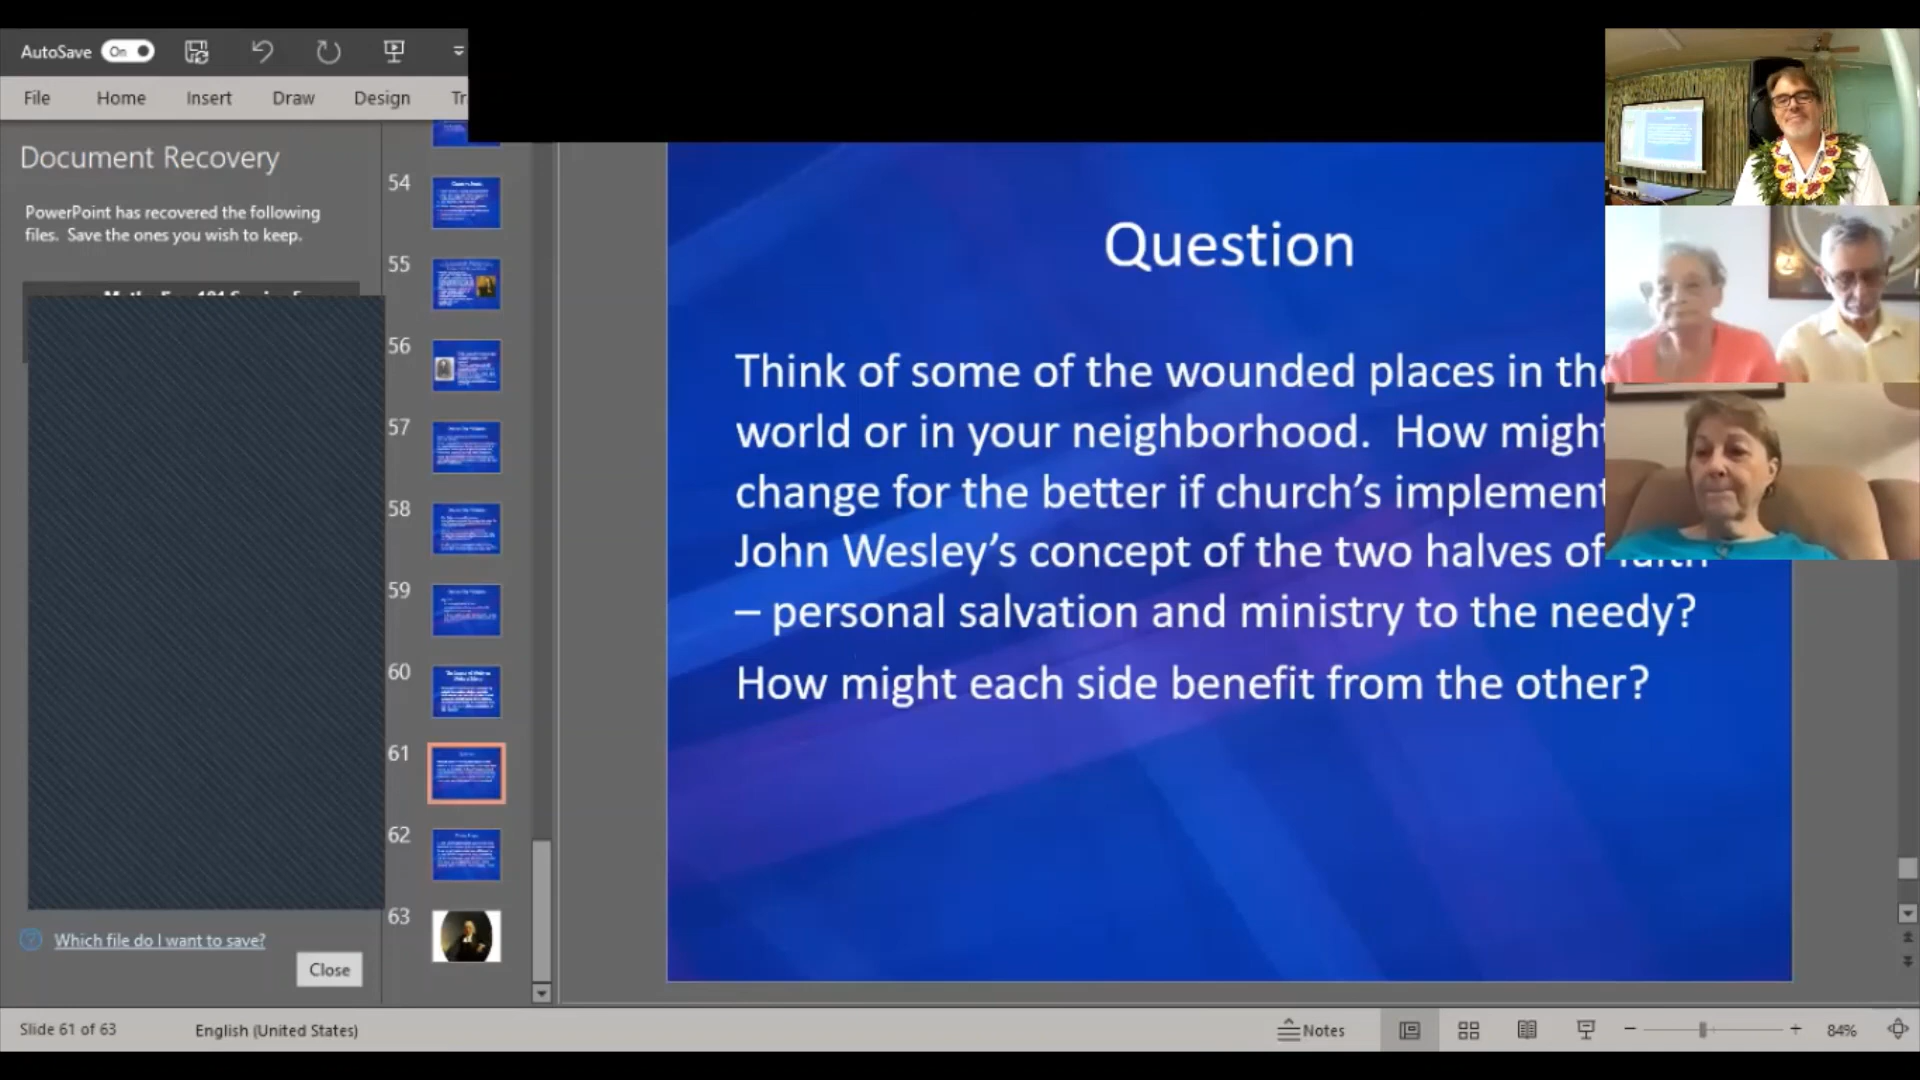 AutoSave On
File Home Insert Draw Design Tr
Document Recovery
PowerPoint has recovered the following
files. Save the ones you wish to keep.
Which file do I want to save?
Close
54
55
56
57
58
59
60
61
62
63
Question
Think of some of the wounded places in the
world or in your neighborhood. How might
change for the better if church's implement
John Wesley's concept of the two halves of faith
– personal salvation and ministry to the needy?
How might each side benefit from the other?
Slide 61 of 63 English (United States) Notes 84%